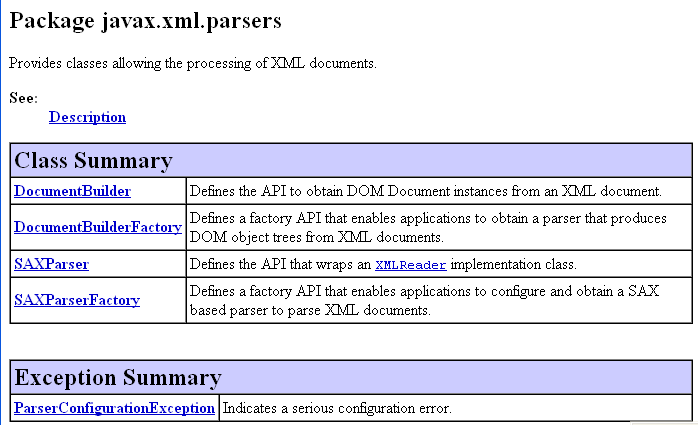 Package javax.xml.parsers
Provides classes allowing the processing of XML documents.
See:
Description
Class Summary
DocumentBuilder Defines the API to obtain DOM Document instances from an XML document.
DocumentBuilderFactory Defines a factory API that enables applications to obtain a parser that produces
DOM object trees from XML documents.
SAXParser Defines the API that wraps an XMLReader implementation class.
SAXParserFactory Defines a factory API that enables applications to configure and obtain a SAX
based parser to parse XML documents.
Exception Summary
ParserConfigurationException Indicates a serious configuration error.